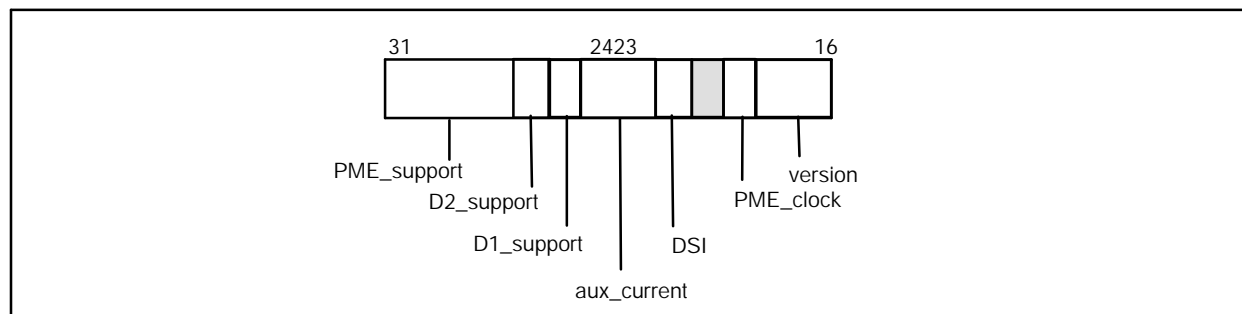 31 2423 16
PME_support
version
D2_support
PME_clock
D1_support
DSI
aux_current